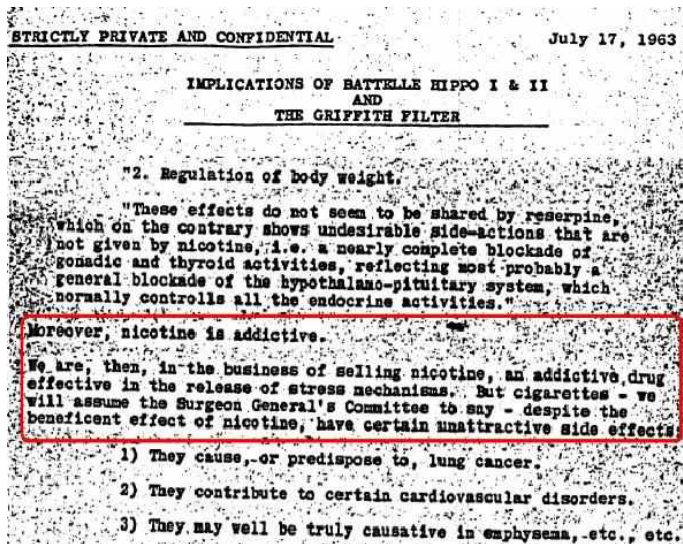 STRICTLY PRIVATE AND CONFIDENTIAL
July 17, 1963
IMPLICATIONS OF BATTELLE HIPPO I & II
AND
THE GRIFFITH FILTER
"2. Regulation of body weight.
"These effects do not seem to be shared by reserpine,
which on the contrary shows undesirable side-actions that are
not given by nicotine, i.e. a nearly complete blockade of
gonadic and thyroid activities, reflecting most probably a
general blockade of the hypothalamo-pituitary system, which
normally controlls all the endocrine activities."
Moreover, nicotine is addictive.
We are, then, in the business of selling nicotine, an addictive drug
effective in the release of stress mechanisms. But cigarettes - we
will assume the Surgeon General's Committee to say - despite the
beneficent effect of nicotine, have certain unattractive side effects:
1) They cause, or predispose to, lung cancer.
2) They contribute to certain cardiovascular disorders.
3) They may well be truly causative in emphysema, etc., etc.